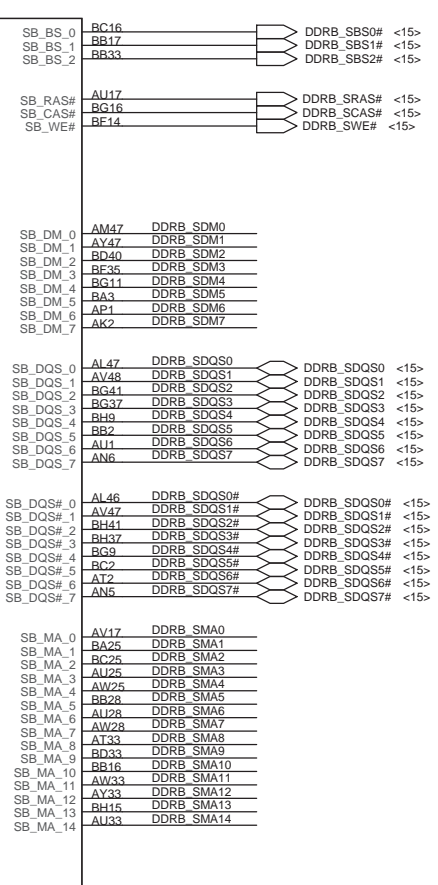 SB_BS_0 BC16 DDRB_SBS0# <15>
SB_BS_1 BB17 DDRB_SBS1# <15>
SB_BS_2 BB33 DDRB_SBS2# <15>
SB_RAS# AU17 DDRB_SRAS# <15>
SB_CAS# BG16 DDRB_SCAS# <15>
SB_WE# BF14 DDRB_SWE# <15>
SB_DM_0 AM47 DDRB_SDM0
SB_DM_1 AY47 DDRB_SDM1
SB_DM_2 BD40 DDRB_SDM2
SB_DM_3 BF35 DDRB_SDM3
SB_DM_4 BG11 DDRB_SDM4
SB_DM_5 BA3 DDRB_SDM5
SB_DM_6 AP1 DDRB_SDM6
SB_DM_7 AK2 DDRB_SDM7
SB_DQS_0 AL47 DDRB_SDQS0 DDRB_SDQS0 <15>
SB_DQS_1 AV48 DDRB_SDQS1 DDRB_SDQS1 <15>
SB_DQS_2 BG41 DDRB_SDQS2 DDRB_SDQS2 <15>
SB_DQS_3 BG37 DDRB_SDQS3 DDRB_SDQS3 <15>
SB_DQS_4 BH9 DDRB_SDQS4 DDRB_SDQS4 <15>
SB_DQS_5 BB2 DDRB_SDQS5 DDRB_SDQS5 <15>
SB_DQS_6 AU1 DDRB_SDQS6 DDRB_SDQS6 <15>
SB_DQS_7 AN6 DDRB_SDQS7 DDRB_SDQS7 <15>
SB_DQS#_0 AL46 DDRB_SDQS0# DDRB_SDQS0# <15>
SB_DQS#_1 AV47 DDRB_SDQS1# DDRB_SDQS1# <15>
SB_DQS#_2 BH41 DDRB_SDQS2# DDRB_SDQS2# <15>
SB_DQS#_3 BH37 DDRB_SDQS3# DDRB_SDQS3# <15>
SB_DQS#_4 BG9 DDRB_SDQS4# DDRB_SDQS4# <15>
SB_DQS#_5 BC2 DDRB_SDQS5# DDRB_SDQS5# <15>
SB_DQS#_6 AT2 DDRB_SDQS6# DDRB_SDQS6# <15>
SB_DQS#_7 AN5 DDRB_SDQS7# DDRB_SDQS7# <15>
SB_MA_0 AV17 DDRB_SMA0
SB_MA_1 BA25 DDRB_SMA1
SB_MA_2 BC25 DDRB_SMA2
SB_MA_3 AU25 DDRB_SMA3
SB_MA_4 AW25 DDRB_SMA4
SB_MA_5 BB28 DDRB_SMA5
SB_MA_6 AU28 DDRB_SMA6
SB_MA_7 AW28 DDRB_SMA7
SB_MA_8 AT33 DDRB_SMA8
SB_MA_9 BD33 DDRB_SMA9
SB_MA_10 BB16 DDRB_SMA10
SB_MA_11 AW33 DDRB_SMA11
SB_MA_12 AY33 DDRB_SMA12
SB_MA_13 BH15 DDRB_SMA13
SB_MA_14 AU33 DDRB_SMA14